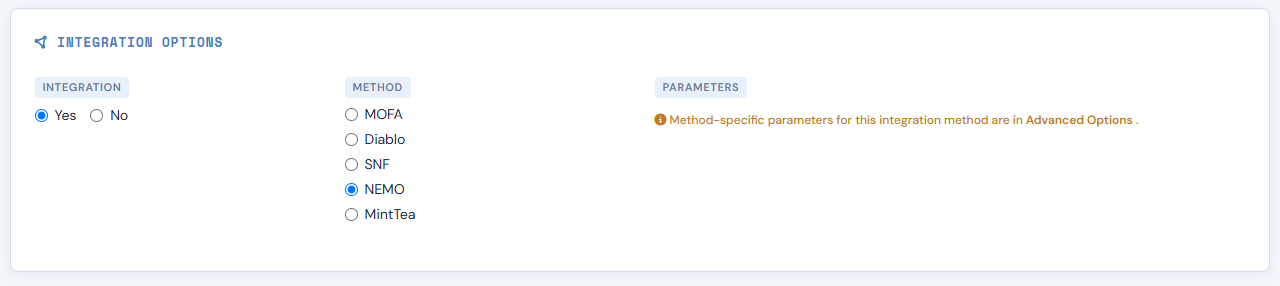 INTEGRATION OPTIONS
INTEGRATION
Yes No
METHOD
MOFA
Diablo
SNF
NEMO
MintTea
PARAMETERS
Method-specific parameters for this integration method are in Advanced Options .